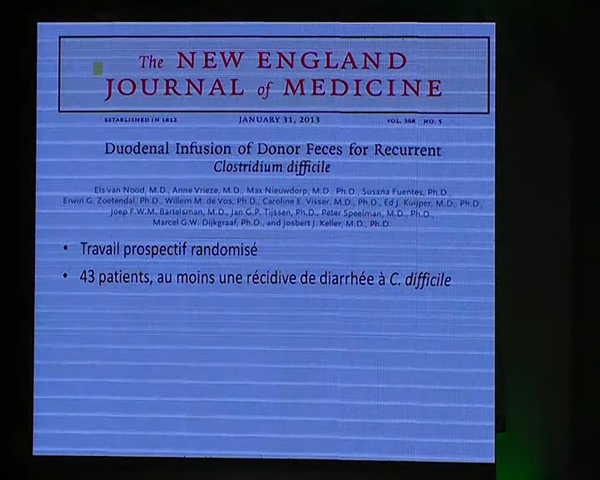 The NEW ENGLAND
JOURNAL of MEDICINE
ESTABLISHED IN 1812 JANUARY 31, 2013 VOL. 368 NO. 5
Duodenal Infusion of Donor Feces for Recurrent
Clostridium difficile
Els van Nood, M.D., Anne Vrieze, M.D., Max Nieuwdorp, M.D., Ph.D., Susana Fuentes, Ph.D.,
Erwin G. Zoetendal, Ph.D., Willem M. de Vos, Ph.D., Caroline E. Visser, M.D., Ph.D., Ed J. Kuijper, M.D., Ph.D.,
Joep F.W.M. Bartelsman, M.D., Jan G.P. Tijssen, Ph.D., Peter Speelman, M.D., Ph.D.,
Marcel G.W. Dijkgraaf, Ph.D., and Josbert J. Keller, M.D., Ph.D.
• Travail prospectif randomisé
• 43 patients, au moins une récidive de diarrhée à C. difficile